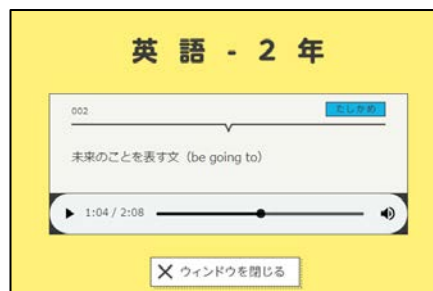 英語-2年
002
たしかめ
未来のことを表す文（be going to）
1:04 / 2:08
ウィンドウを閉じる